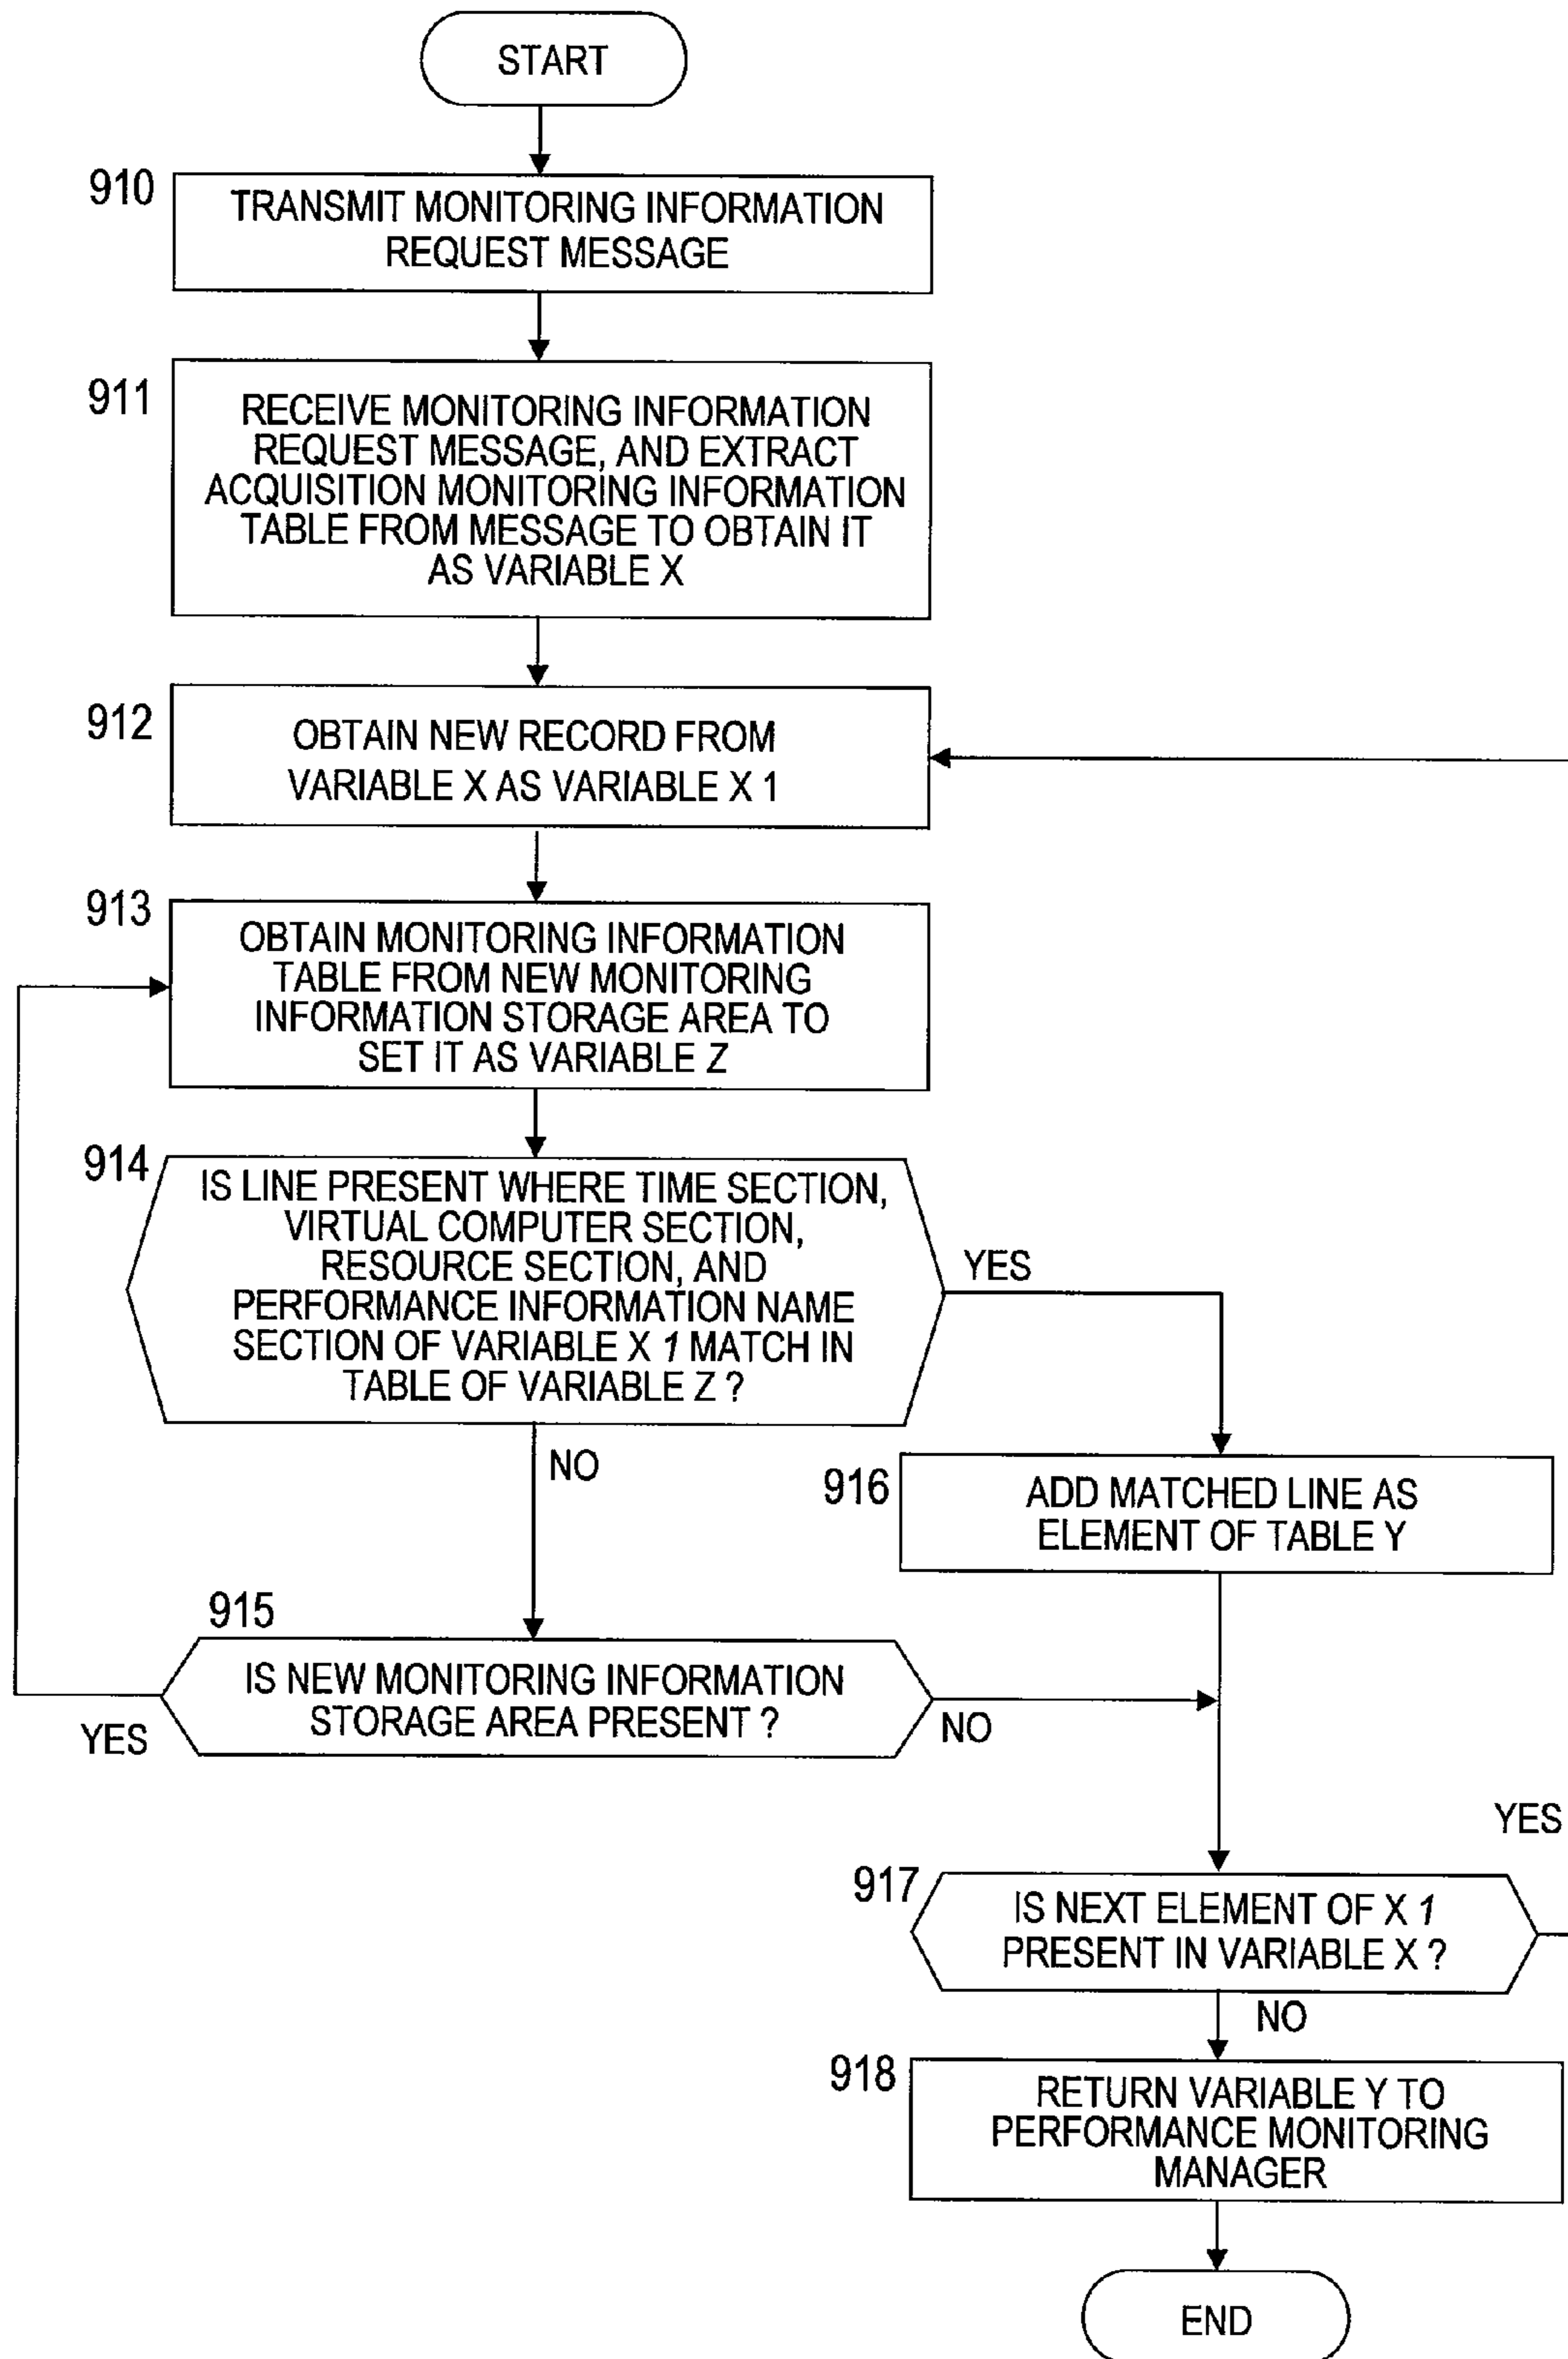 START
910
TRANSMIT MONITORING INFORMATION
REQUEST MESSAGE
911
RECEIVE MONITORING INFORMATION
REQUEST MESSAGE, AND EXTRACT
ACQUISITION MONITORING INFORMATION
TABLE FROM MESSAGE TO OBTAIN IT
AS VARIABLE X
912
OBTAIN NEW RECORD FROM
VARIABLE X AS VARIABLE X 1
913
OBTAIN MONITORING INFORMATION
TABLE FROM NEW MONITORING
INFORMATION STORAGE AREA TO
SET IT AS VARIABLE Z
914
IS LINE PRESENT WHERE TIME SECTION,
VIRTUAL COMPUTER SECTION,
RESOURCE SECTION, AND
PERFORMANCE INFORMATION NAME
SECTION OF VARIABLE X 1 MATCH IN
TABLE OF VARIABLE Z ?
YES
NO
916
ADD MATCHED LINE AS
ELEMENT OF TABLE Y
915
IS NEW MONITORING INFORMATION
STORAGE AREA PRESENT ?
YES
NO
YES
917
IS NEXT ELEMENT OF X 1
PRESENT IN VARIABLE X ?
NO
918
RETURN VARIABLE Y TO
PERFORMANCE MONITORING
MANAGER
END